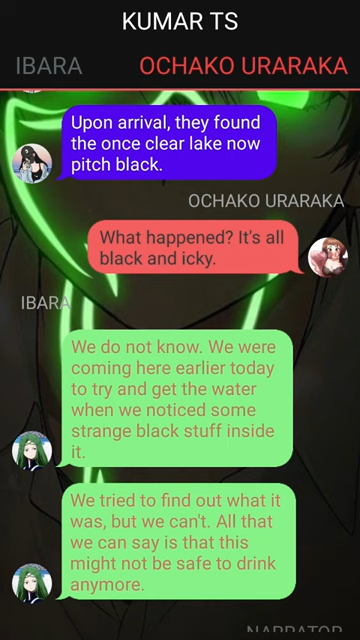 KUMAR TS
IBARA
OCHAKO URARAKA
Upon arrival, they found
the once clear lake now
pitch black.
OCHAKO URARAKA
What happened? It's all
black and icky.
IBARA
We do not know. We were
coming here earlier today
to try and get the water
when we noticed some
strange black stuff inside
it.
We tried to find out what it
was, but we can't. All that
we can say is that this
might not be safe to drink
anymore.
NARRATOR